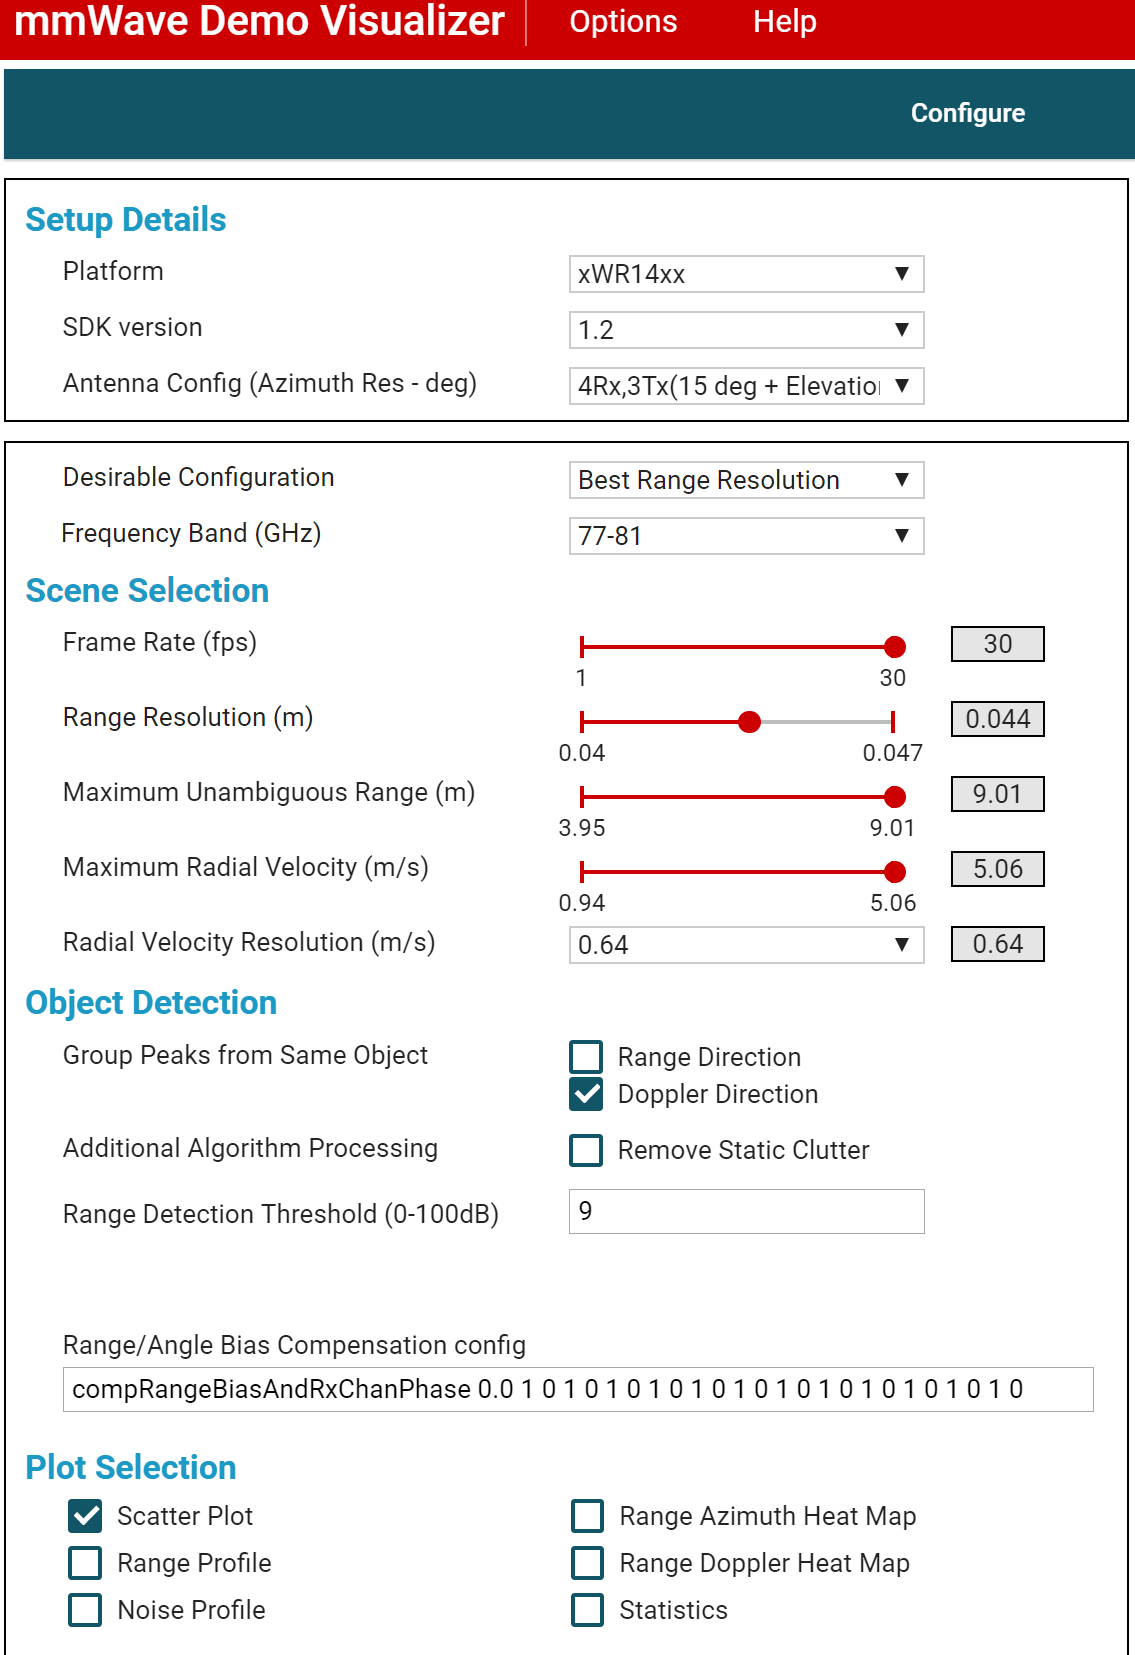 mmWave Demo Visualizer Options Help
Configure
Setup Details
Platform xWR14xx
SDK version 1.2
Antenna Config (Azimuth Res - deg) 4Rx,3Tx(15 deg + Elevation
Desirable Configuration Best Range Resolution
Frequency Band (GHz) 77-81
Scene Selection
Frame Rate (fps) 30
1 30
Range Resolution (m) 0.044
0.04 0.047
Maximum Unambiguous Range (m) 9.01
3.95 9.01
Maximum Radial Velocity (m/s) 5.06
0.94 5.06
Radial Velocity Resolution (m/s) 0.64 0.64
Object Detection
Group Peaks from Same Object Range Direction
Doppler Direction
Additional Algorithm Processing Remove Static Clutter
Range Detection Threshold (0-100dB) 9
Range/Angle Bias Compensation config
compRangeBiasAndRxChanPhase 0.0 1 0 1 0 1 0 1 0 1 0 1 0 1 0 1 0 1 0 1 0 1 0 1 0
Plot Selection
Scatter Plot Range Azimuth Heat Map
Range Profile Range Doppler Heat Map
Noise Profile Statistics